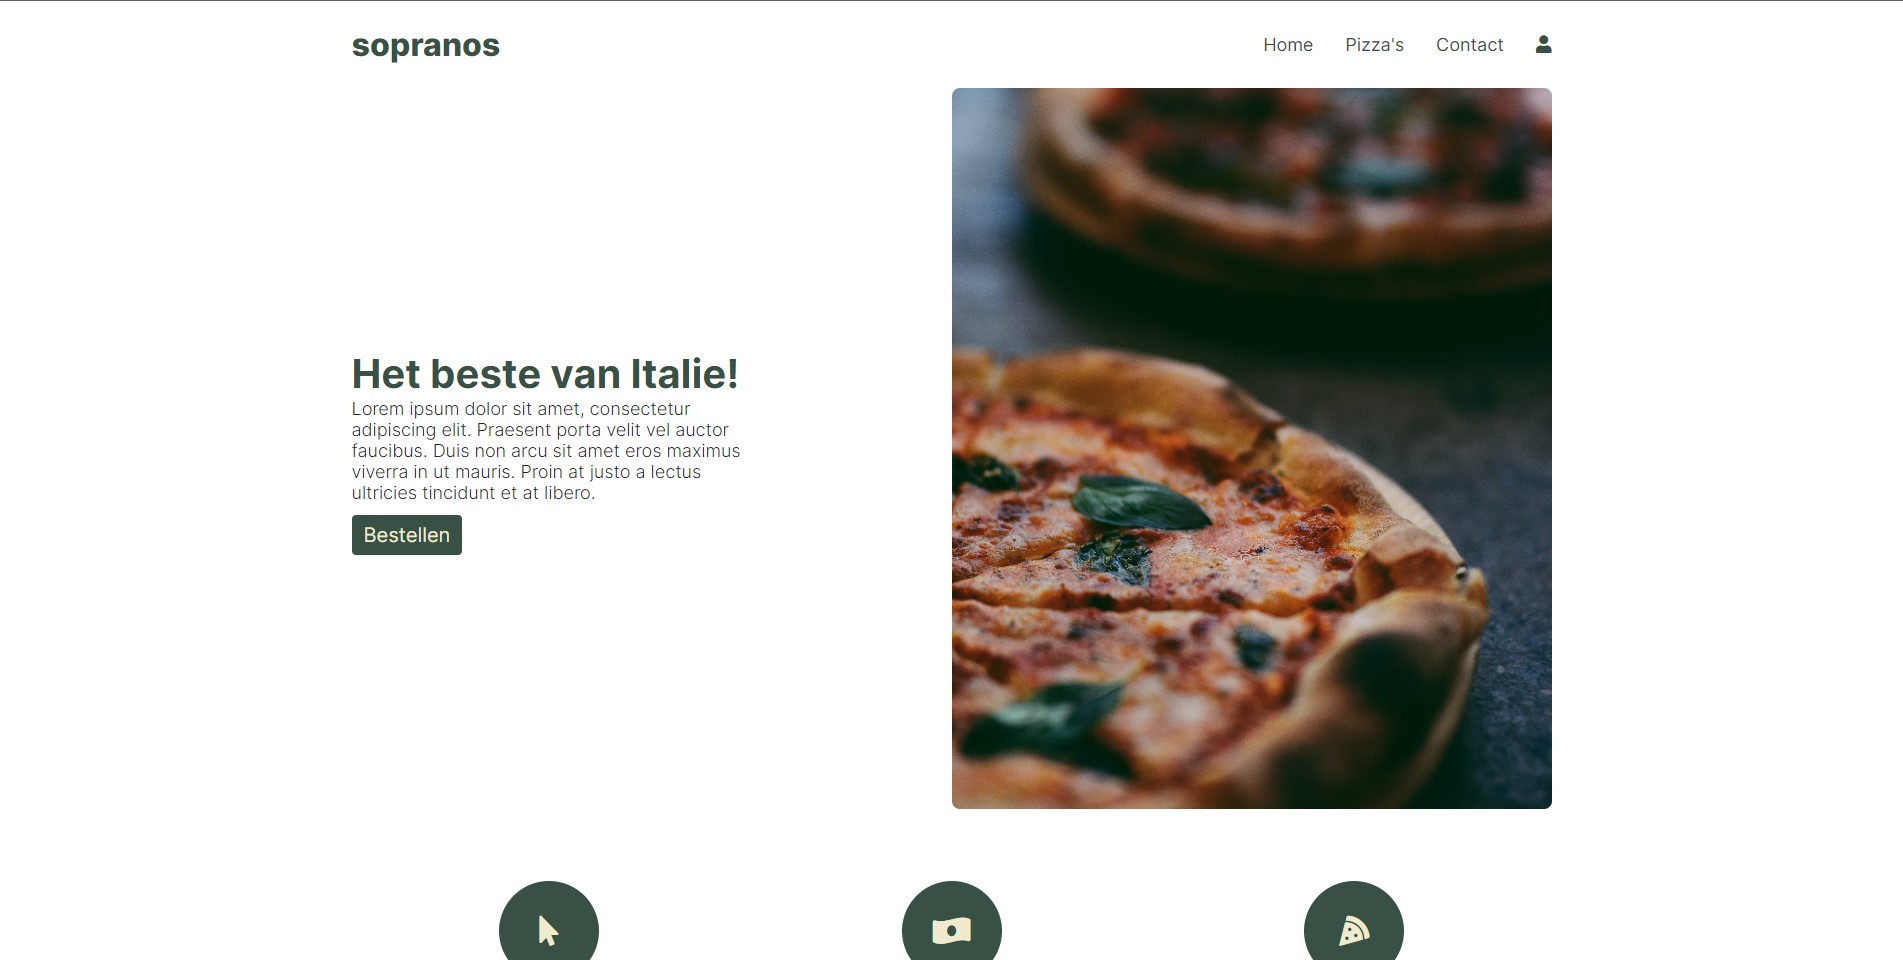 sopranos
Home Pizza's Contact
Het beste van Italie!
Lorem ipsum dolor sit amet, consectetur
adipiscing elit. Praesent porta velit vel auctor
faucibus. Duis non arcu sit amet eros maximus
viverra in ut mauris. Proin at justo a lectus
ultricies tincidunt et at libero.
Bestellen